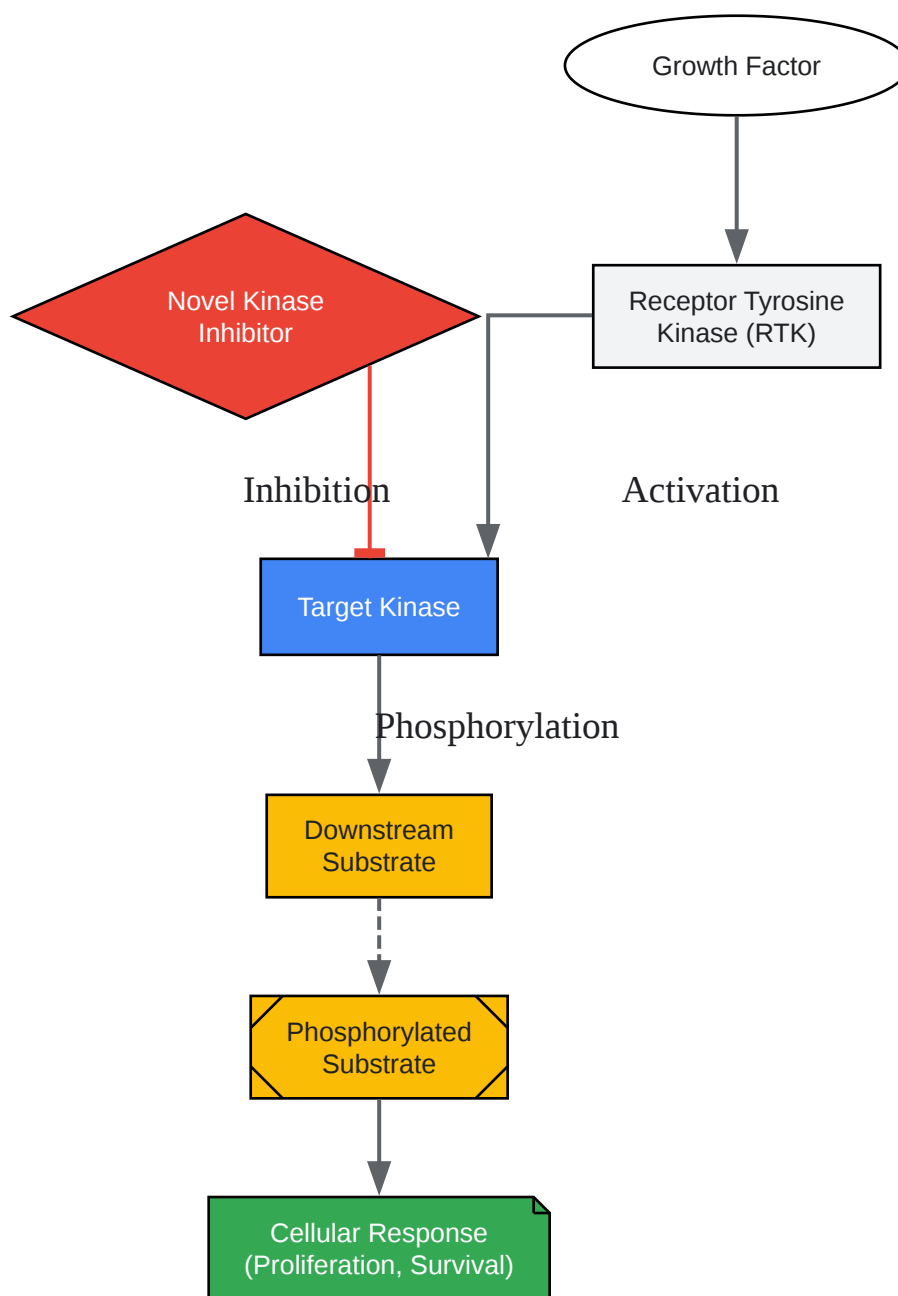 Growth Factor
Novel Kinase
Inhibitor
Receptor Tyrosine
Kinase (RTK)
Inhibition
Activation
Target Kinase
Phosphorylation
Downstream
Substrate
Phosphorylated
Substrate
Cellular Response
(Proliferation, Survival)